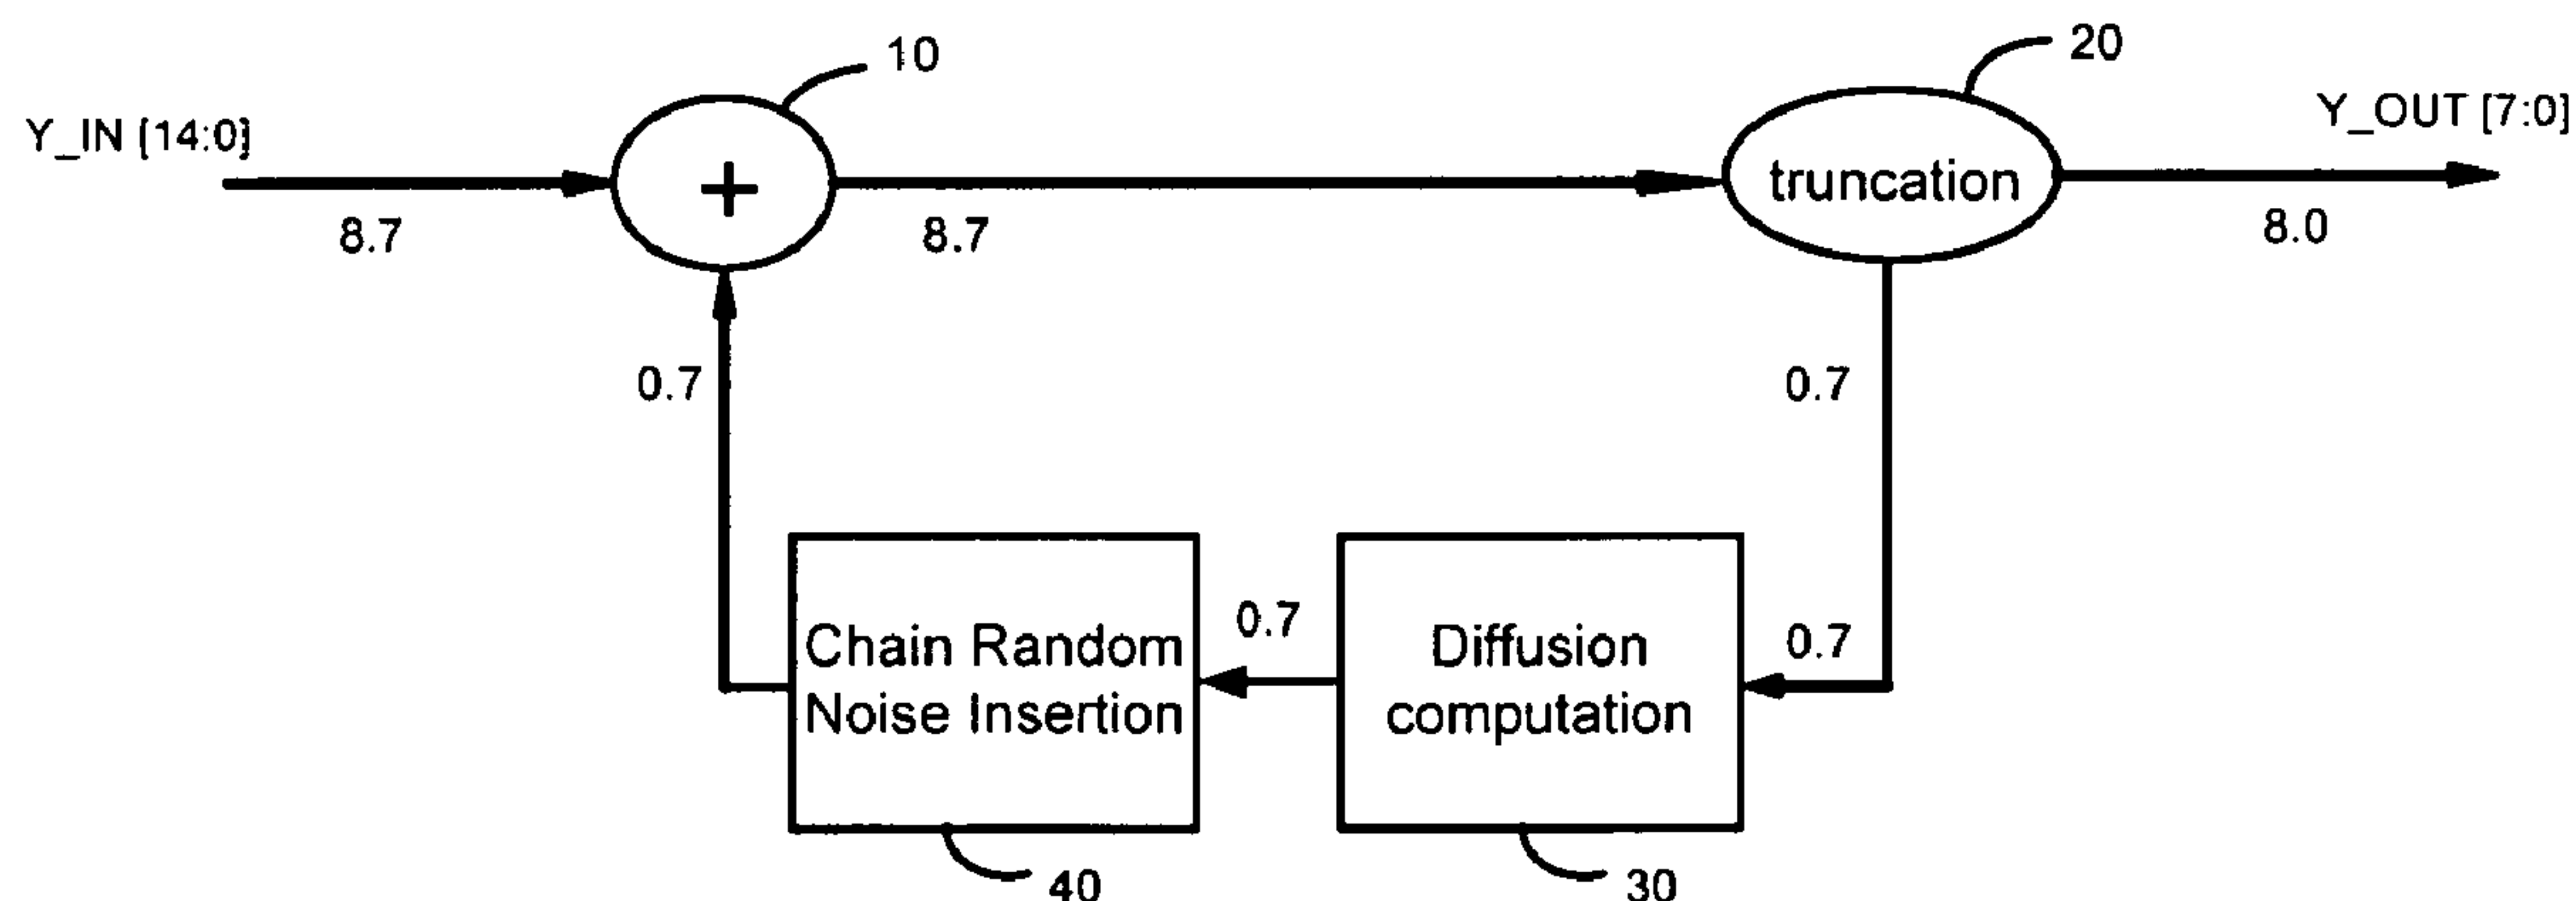 10
20
Y_IN [14:0]
Y_OUT [7:0]
+
truncation
8.7
8.7
8.0
0.7
0.7
Chain Random
Noise Insertion
0.7
Diffusion
computation
0.7
40
30